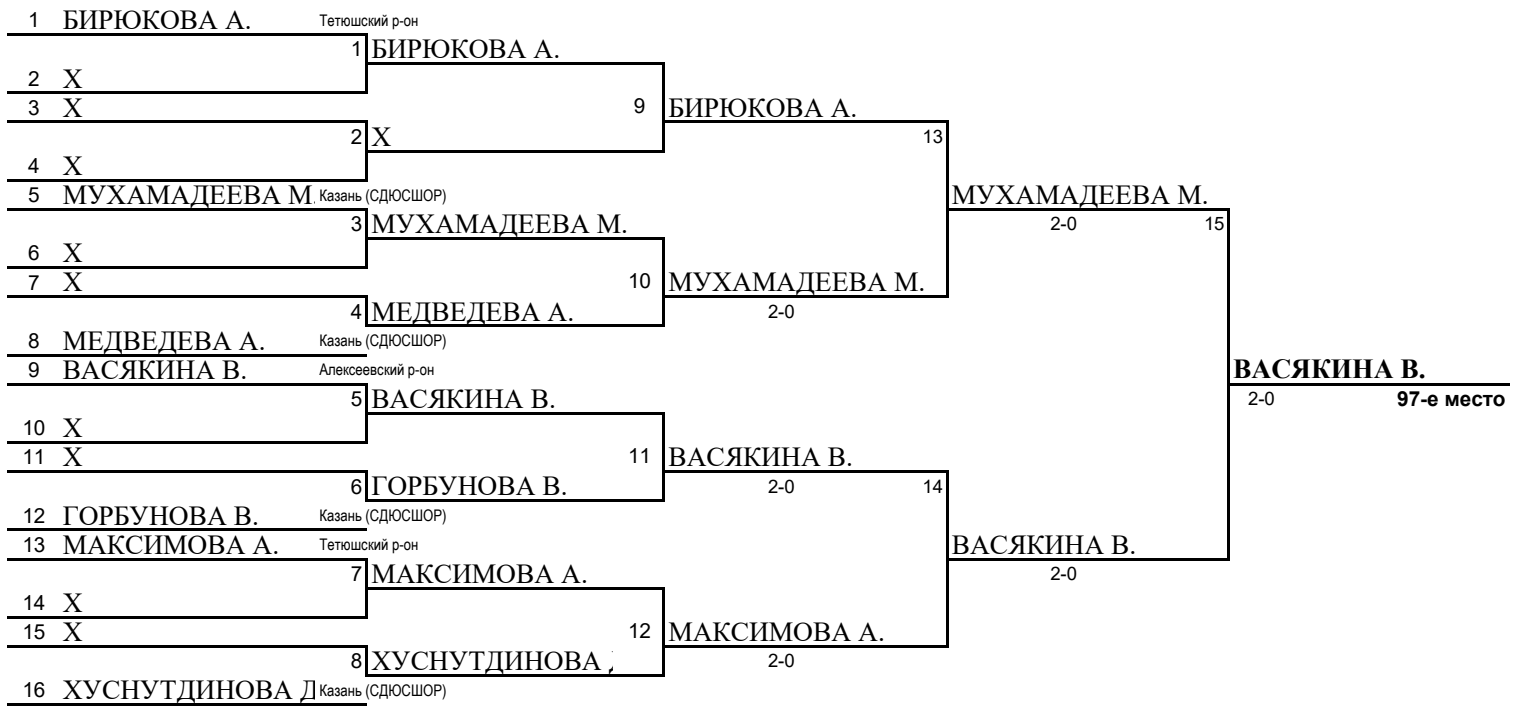 1 БИРЮКОВА А. Тетюшский р-он
1 БИРЮКОВА А.
2 X
3 X 9 БИРЮКОВА А.
2 X 13
4 X
5 МУХАМАДЕЕВА М. Казань (СДЮСШОР) МУХАМАДЕЕВА М.
3 МУХАМАДЕЕВА М. 2-0 15
6 X
7 X 10 МУХАМАДЕЕВА М.
4 МЕДВЕДЕВА А. 2-0
8 МЕДВЕДЕВА А. Казань (СДЮСШОР)
9 ВАСЯКИНА В. Алексеевский р-он ВАСЯКИНА В.
5 ВАСЯКИНА В. 2-0 97-е место
10 X
11 X 11 ВАСЯКИНА В.
6 ГОРБУНОВА В. 2-0 14
12 ГОРБУНОВА В. Казань (СДЮСШОР)
13 МАКСИМОВА А. Тетюшский р-он ВАСЯКИНА В.
7 МАКСИМОВА А. 2-0
14 X
15 X 12 МАКСИМОВА А.
8 ХУСНУТДИНОВА 2-0
16 ХУСНУТДИНОВА Д Казань (СДЮСШОР)